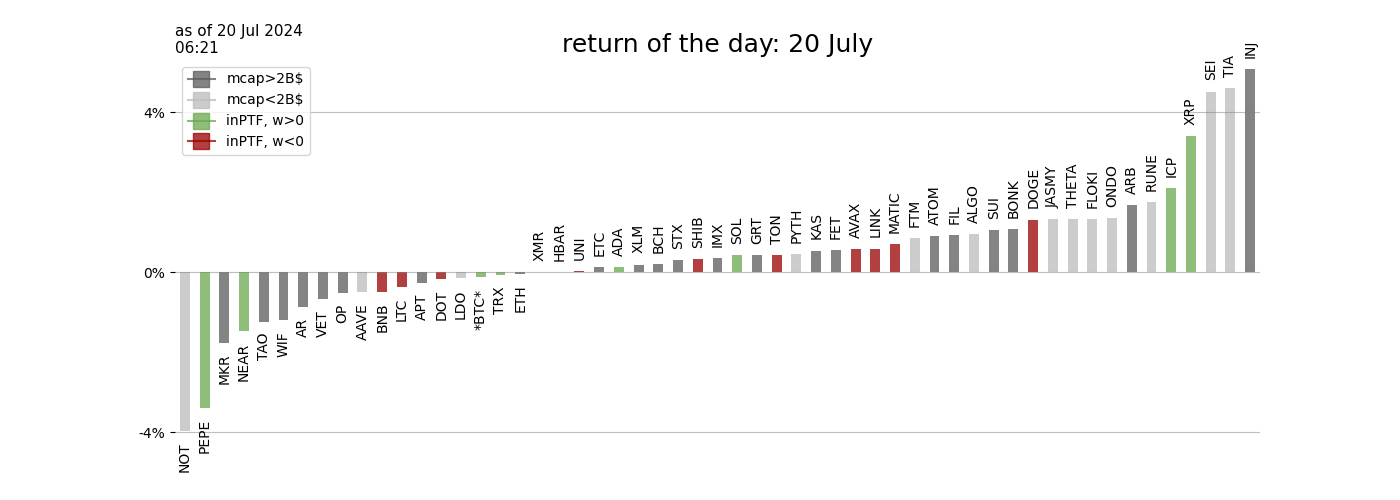 as of 20 Jul 2024
06:21
return of the day: 20 July
mcap>2B$
mcap<2B$
inPTF, w>0
inPTF, w<0
4%
0%
-4%
NOT
PEPE
MKR
NEAR
TAO
WIF
AR
VET
OP
AAVE
BNB
LTC
APT
DOT
LDO
*BTC*
TRX
ETH
XMR
HBAR
UNI
ETC
ADA
XLM
BCH
STX
SHIB
IMX
SOL
GRT
TON
PYTH
KAS
FET
AVAX
LINK
MATIC
FTM
ATOM
FIL
ALGO
SUI
BONK
DOGE
JASMY
THETA
FLOKI
ONDO
ARB
RUNE
ICP
XRP
SEI
TIA
INJ